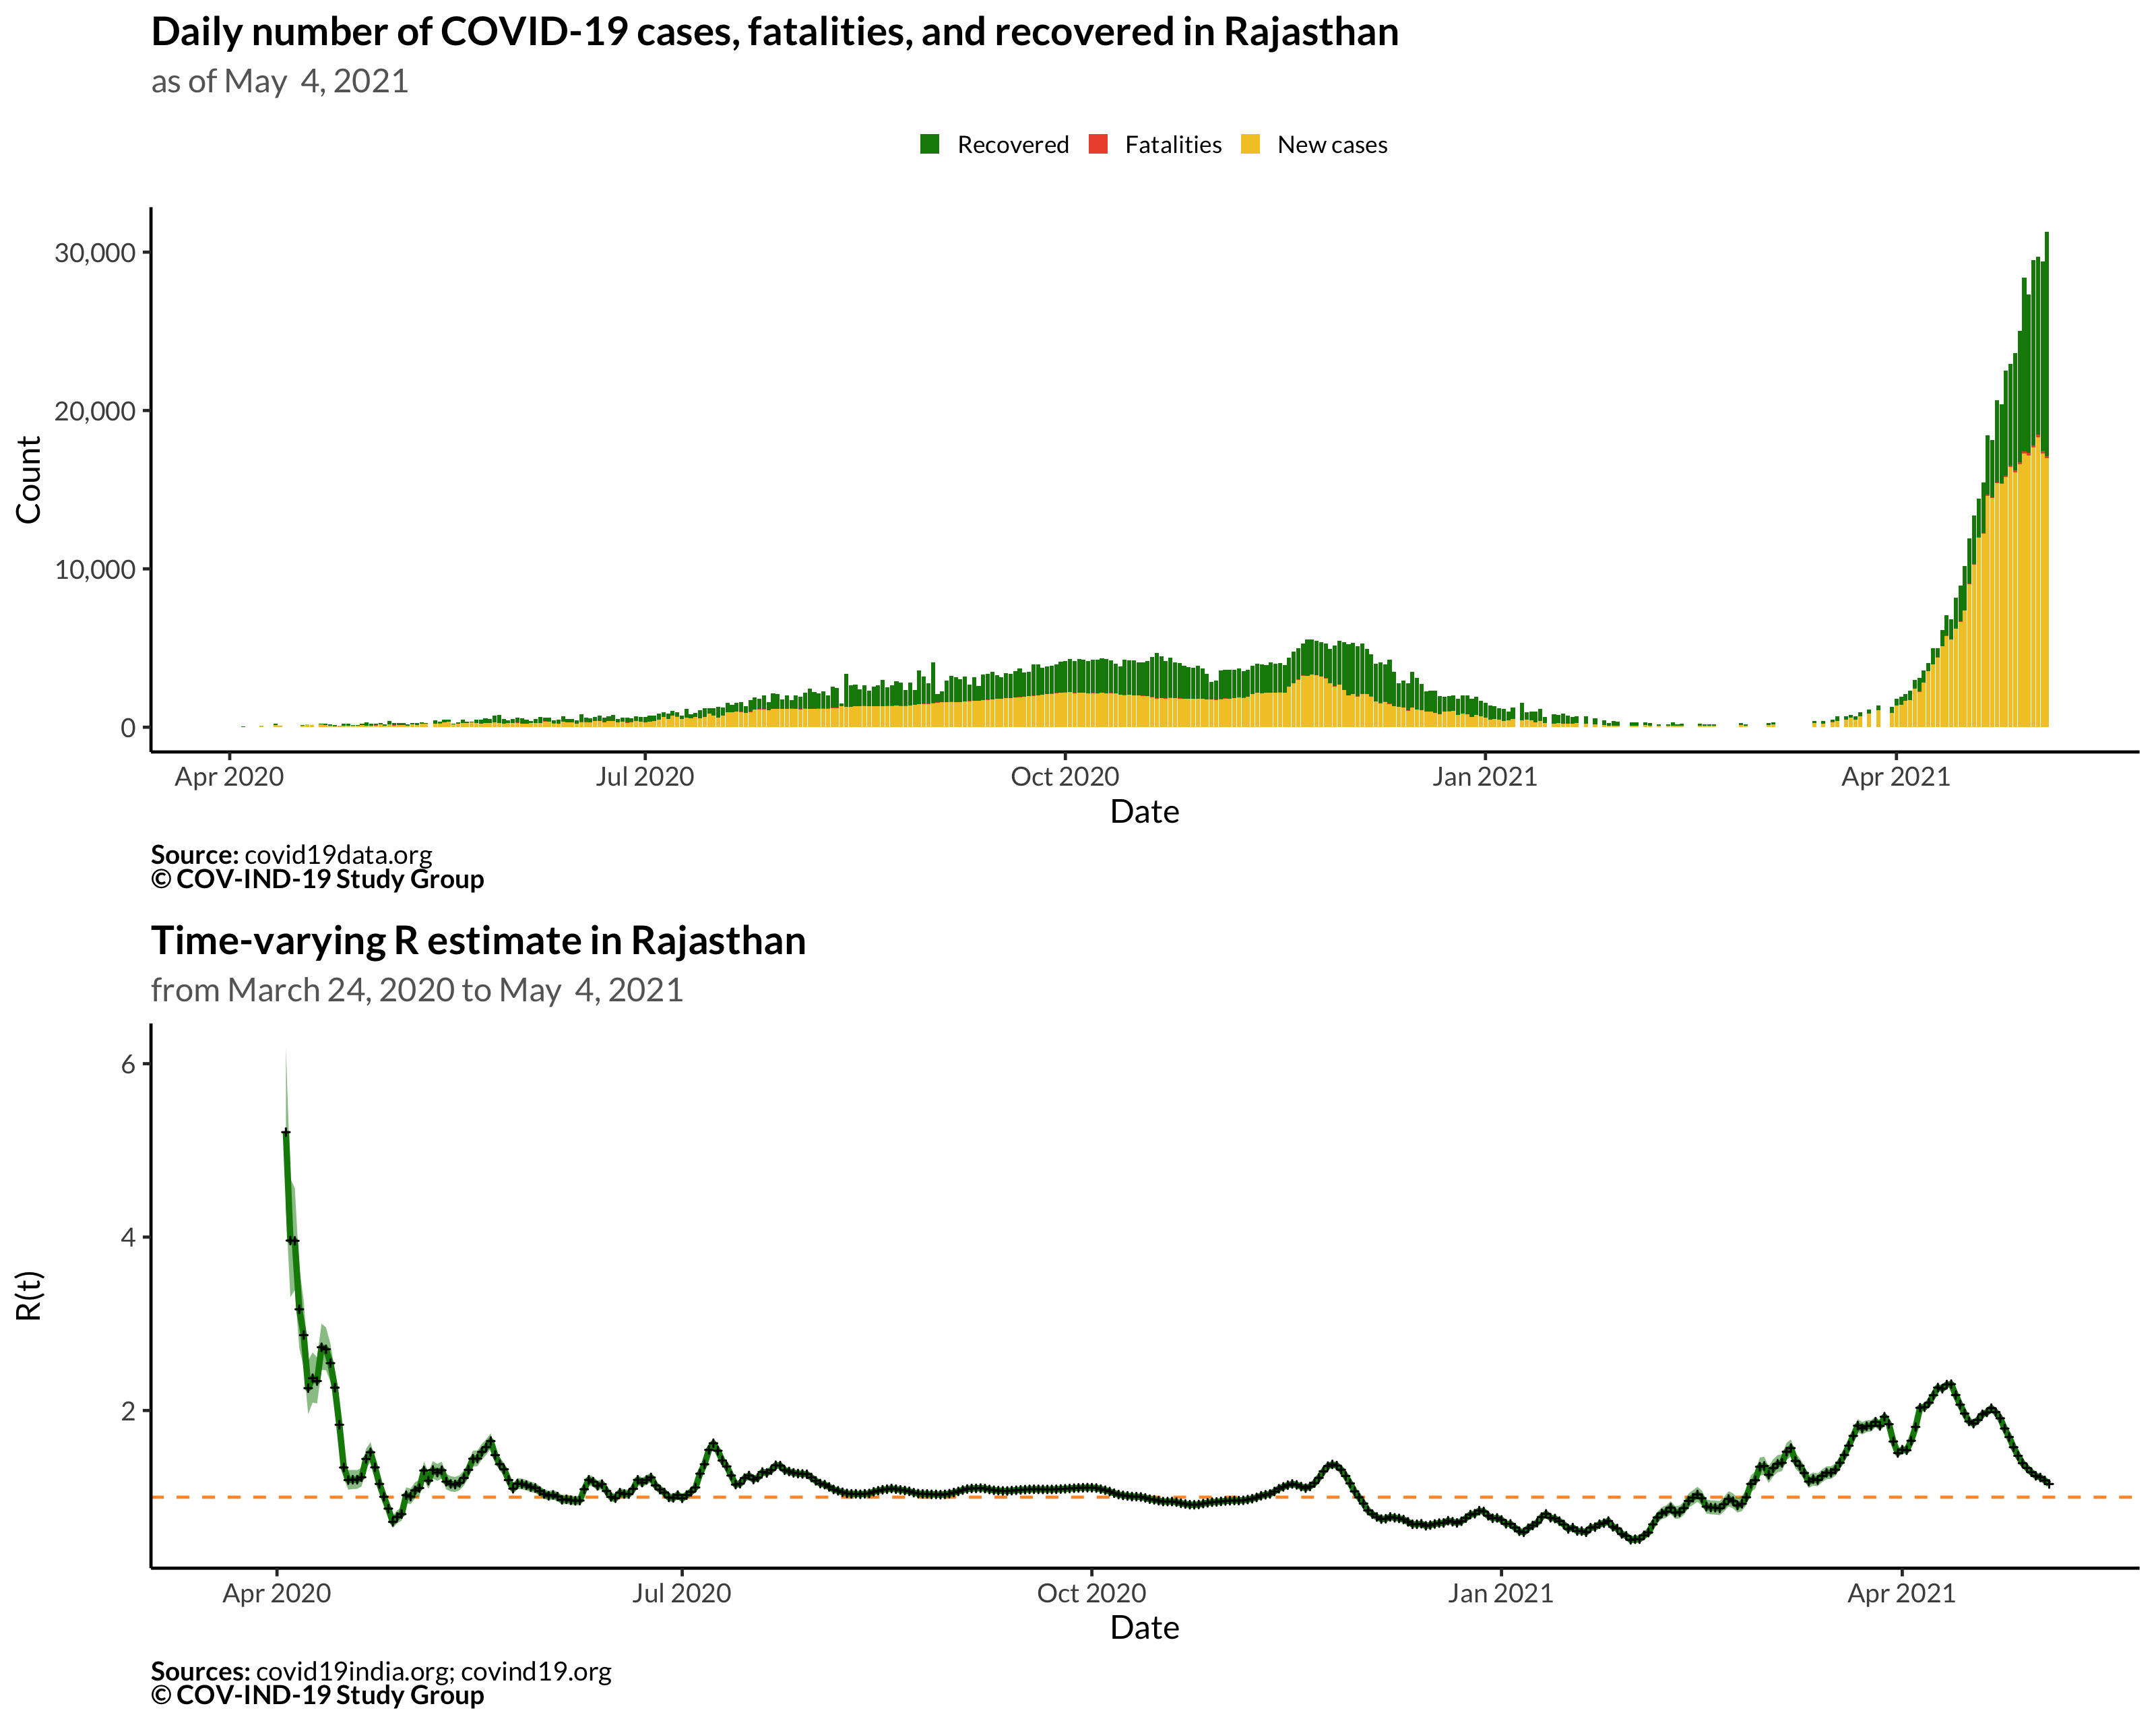 Daily number of COVID-19 cases, fatalities, and recovered in Rajasthan
as of May  4, 2021
Recovered Fatalities New cases
30,000
20,000
10,000
0
Count
Apr 2020 Jul 2020 Oct 2020 Jan 2021 Apr 2021
Date
Source: covid19data.org
© COV-IND-19 Study Group
Time-varying R estimate in Rajasthan
from March 24, 2020 to May  4, 2021
6
4
2
R(t)
Apr 2020 Jul 2020 Oct 2020 Jan 2021 Apr 2021
Date
Sources: covid19india.org; covind19.org
© COV-IND-19 Study Group